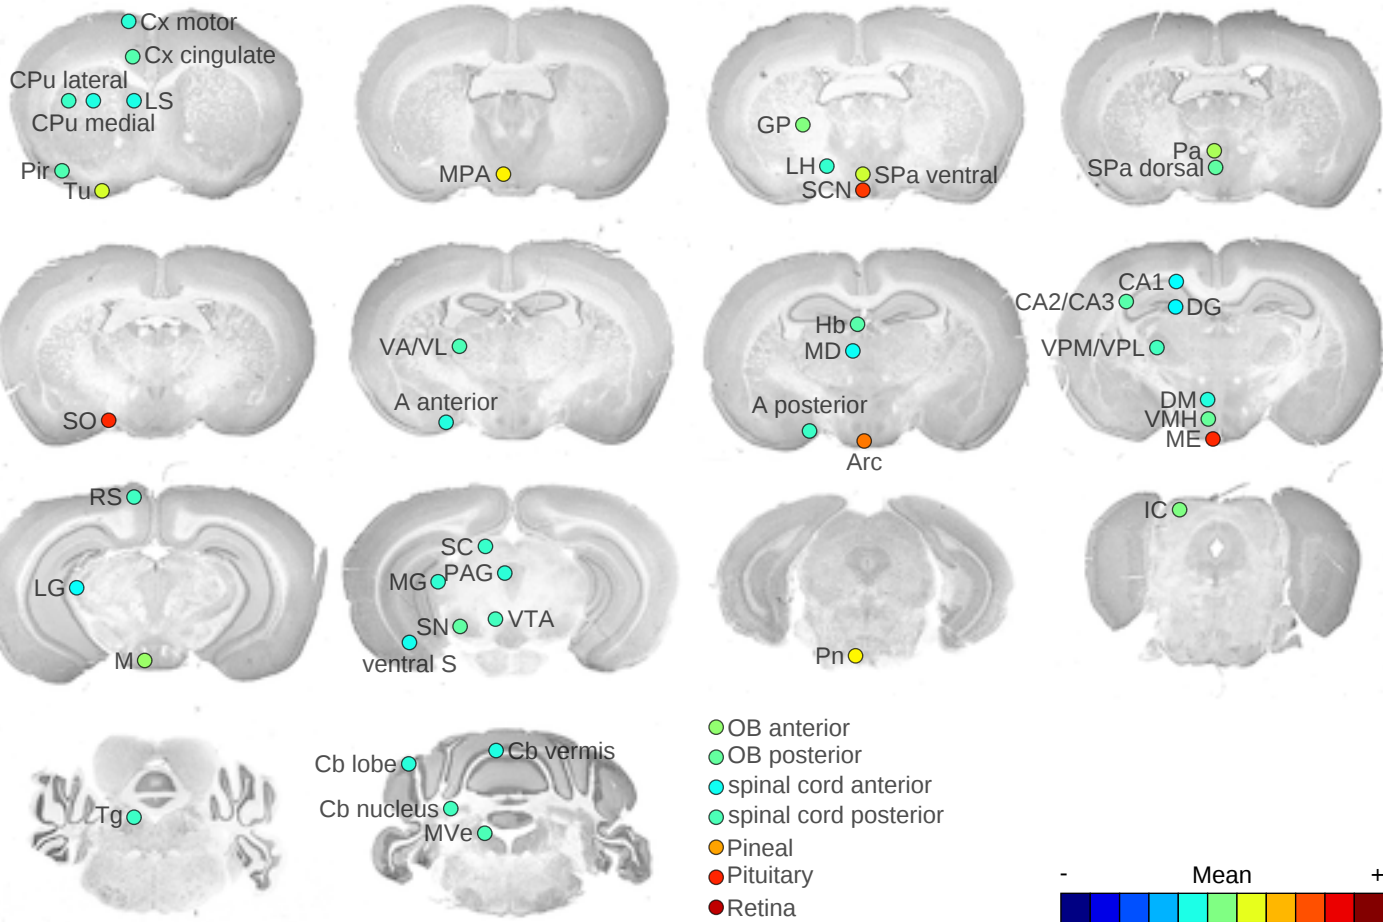 Cx motor
Cx cingulate
CPu lateral
LS
CPu medial
Pir
Tu
MPA
GP
LH
SPa ventral
SCN
Pa
SPa dorsal
SO
VA/VL
A anterior
Hb
MD
A posterior
Arc
CA1
CA2/CA3
DG
VPM/VPL
DM
VMH
ME
RS
LG
M
SC
PAG
MG
VTA
SN
ventral S
Pn
IC
Tg
Cb vermis
Cb lobe
Cb nucleus
MVe
OB anterior
OB posterior
spinal cord anterior
spinal cord posterior
Pineal
Pituitary
Retina
- Mean +